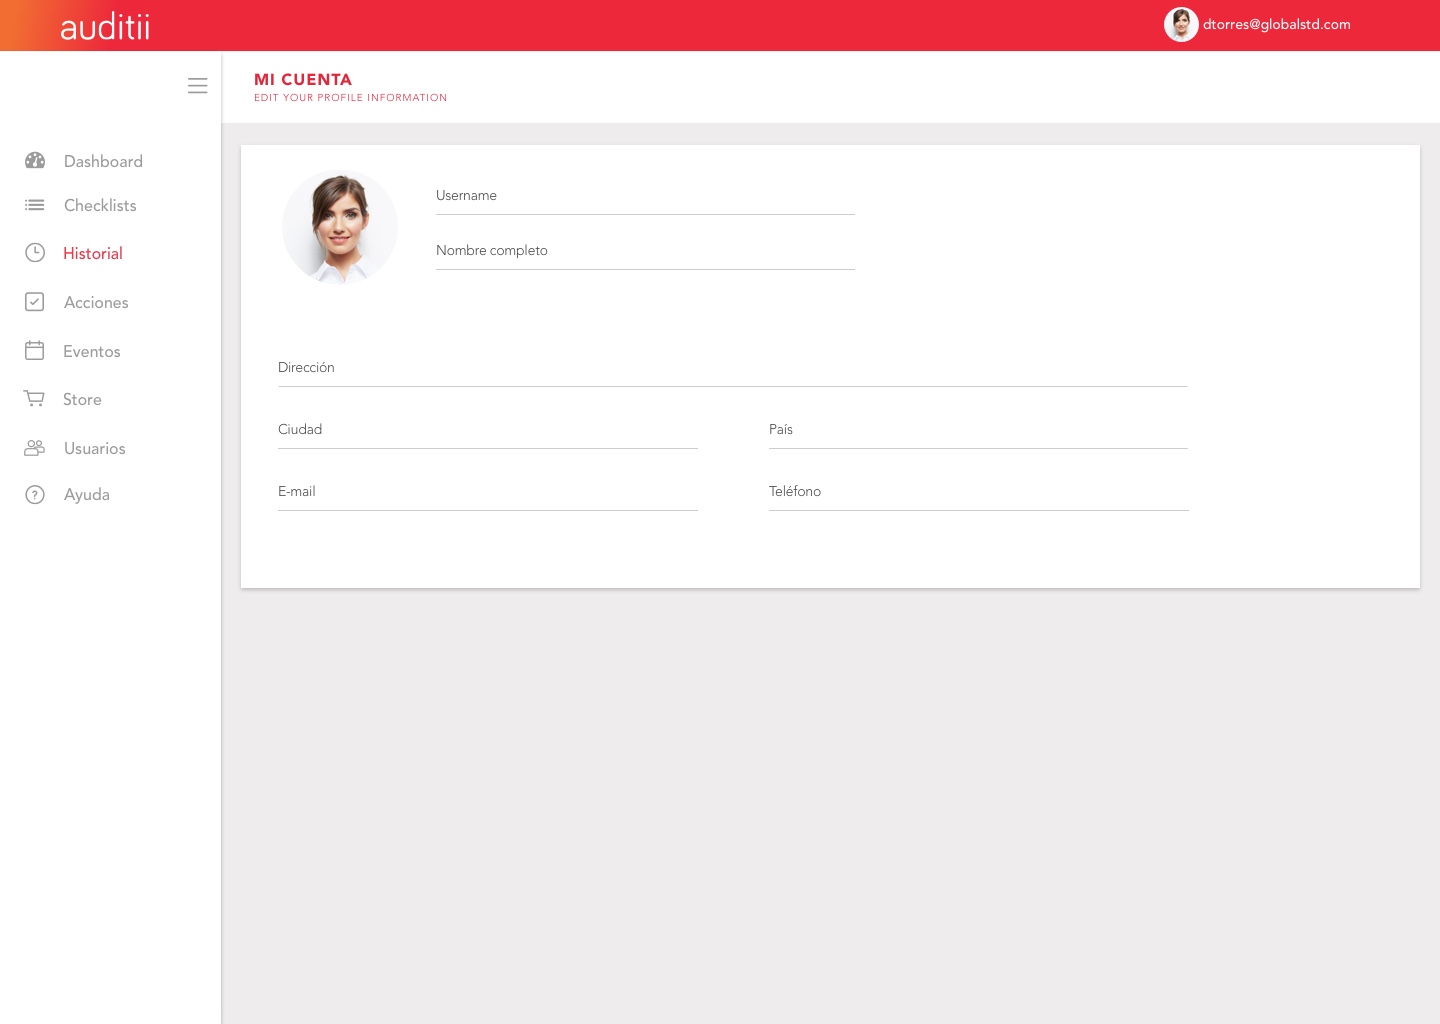 auditii
dtorres@globalstd.com
MI CUENTA
EDIT YOUR PROFILE INFORMATION
Dashboard
Checklists
Historial
Acciones
Eventos
Store
Usuarios
Ayuda
Username
Nombre completo
Dirección
Ciudad
País
E-mail
Teléfono